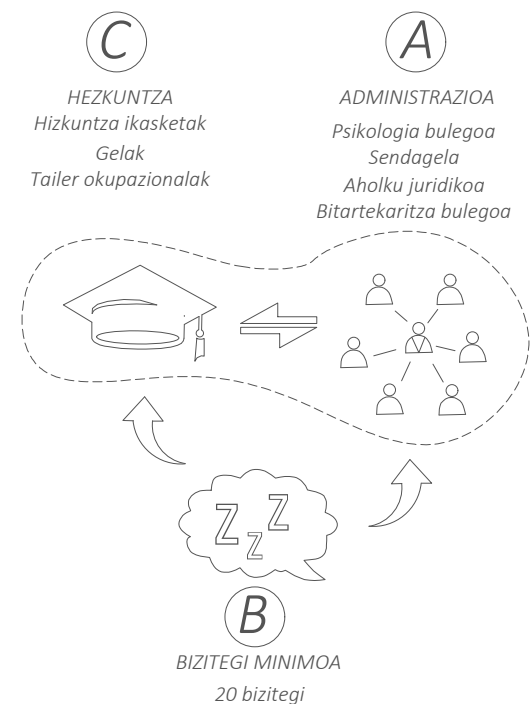 C
HEZKUNTZA
Hizkuntza ikasketak
Gelak
Tailer okupazionalak
A
ADMINISTRAZIOA
Psikologia bulegoa
Sendagela
Aholku juridikoa
Bitartekaritza bulegoa
Z
Z
Z
B
BIZITEGI MINIMOA
20 bizitegi